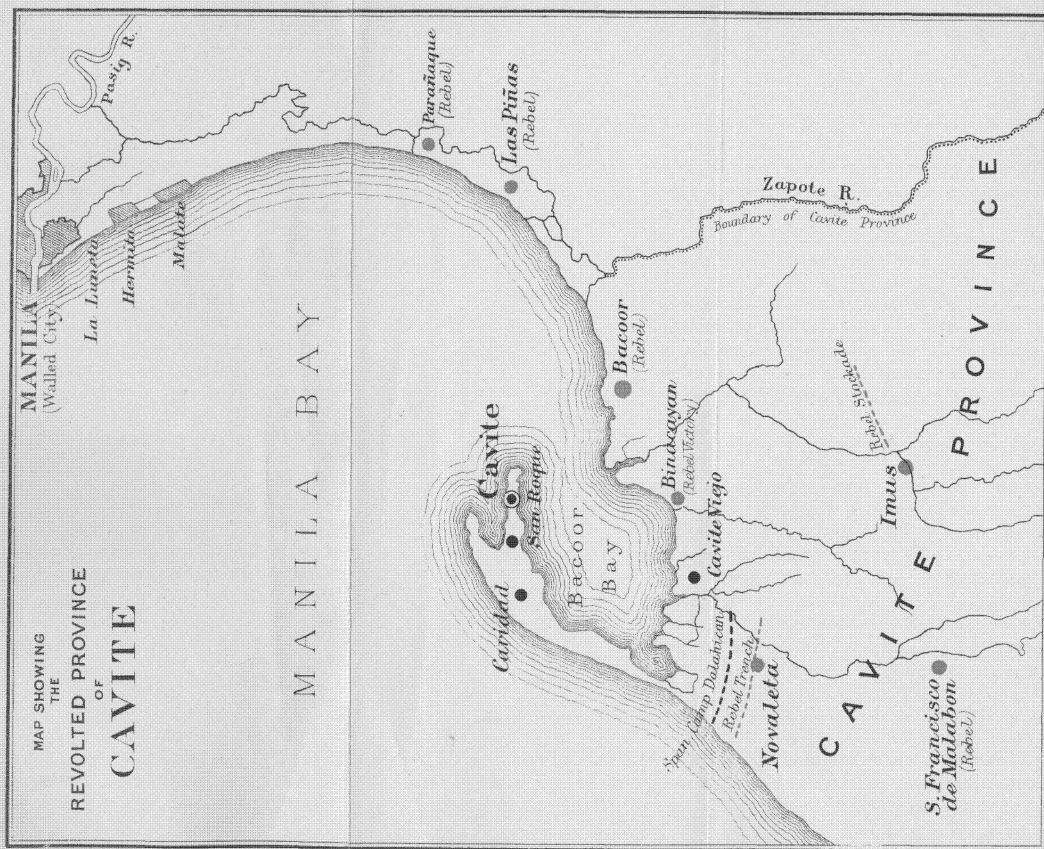 MAP SHOWING
THE
REVOLTED PROVINCE
OF
CAVITE
MANILA
(Walled City)
Pasig R.
La Luneta
Hermita
Malate
Parañaque
(Rebel)
Las Piñas
(Rebel)
MANILA BAY
Zapote R.
Boundary of Cavite Province
Bacoor
(Rebel)
Cavite
San Roque
Caridad
Bacoor
Bay
Binacayan
(Rebel Victory)
Cavite Viejo
Rebel Stockade
Imus
Span. Camp Dalahican
Rebel Trench
Novaleta
S. Francisco
de Malabon
(Rebel)
CAVITE PROVINCE